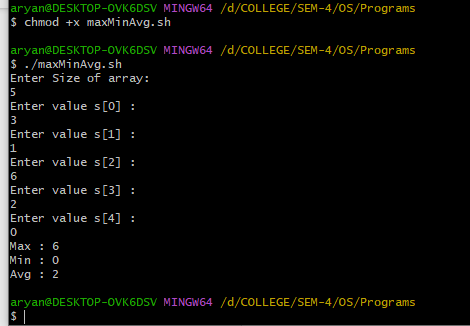 aryan@DESKTOP-OVK6DSV MINGW64 /d/COLLEGE/SEM-4/OS/Programs
$ chmod +x maxMinAvg.sh
aryan@DESKTOP-OVK6DSV MINGW64 /d/COLLEGE/SEM-4/OS/Programs
$ ./maxMinAvg.sh
Enter Size of array:
5
Enter value s[0] :
3
Enter value s[1] :
1
Enter value s[2] :
6
Enter value s[3] :
2
Enter value s[4] :
0
Max : 6
Min : 0
Avg : 2
aryan@DESKTOP-OVK6DSV MINGW64 /d/COLLEGE/SEM-4/OS/Programs
$